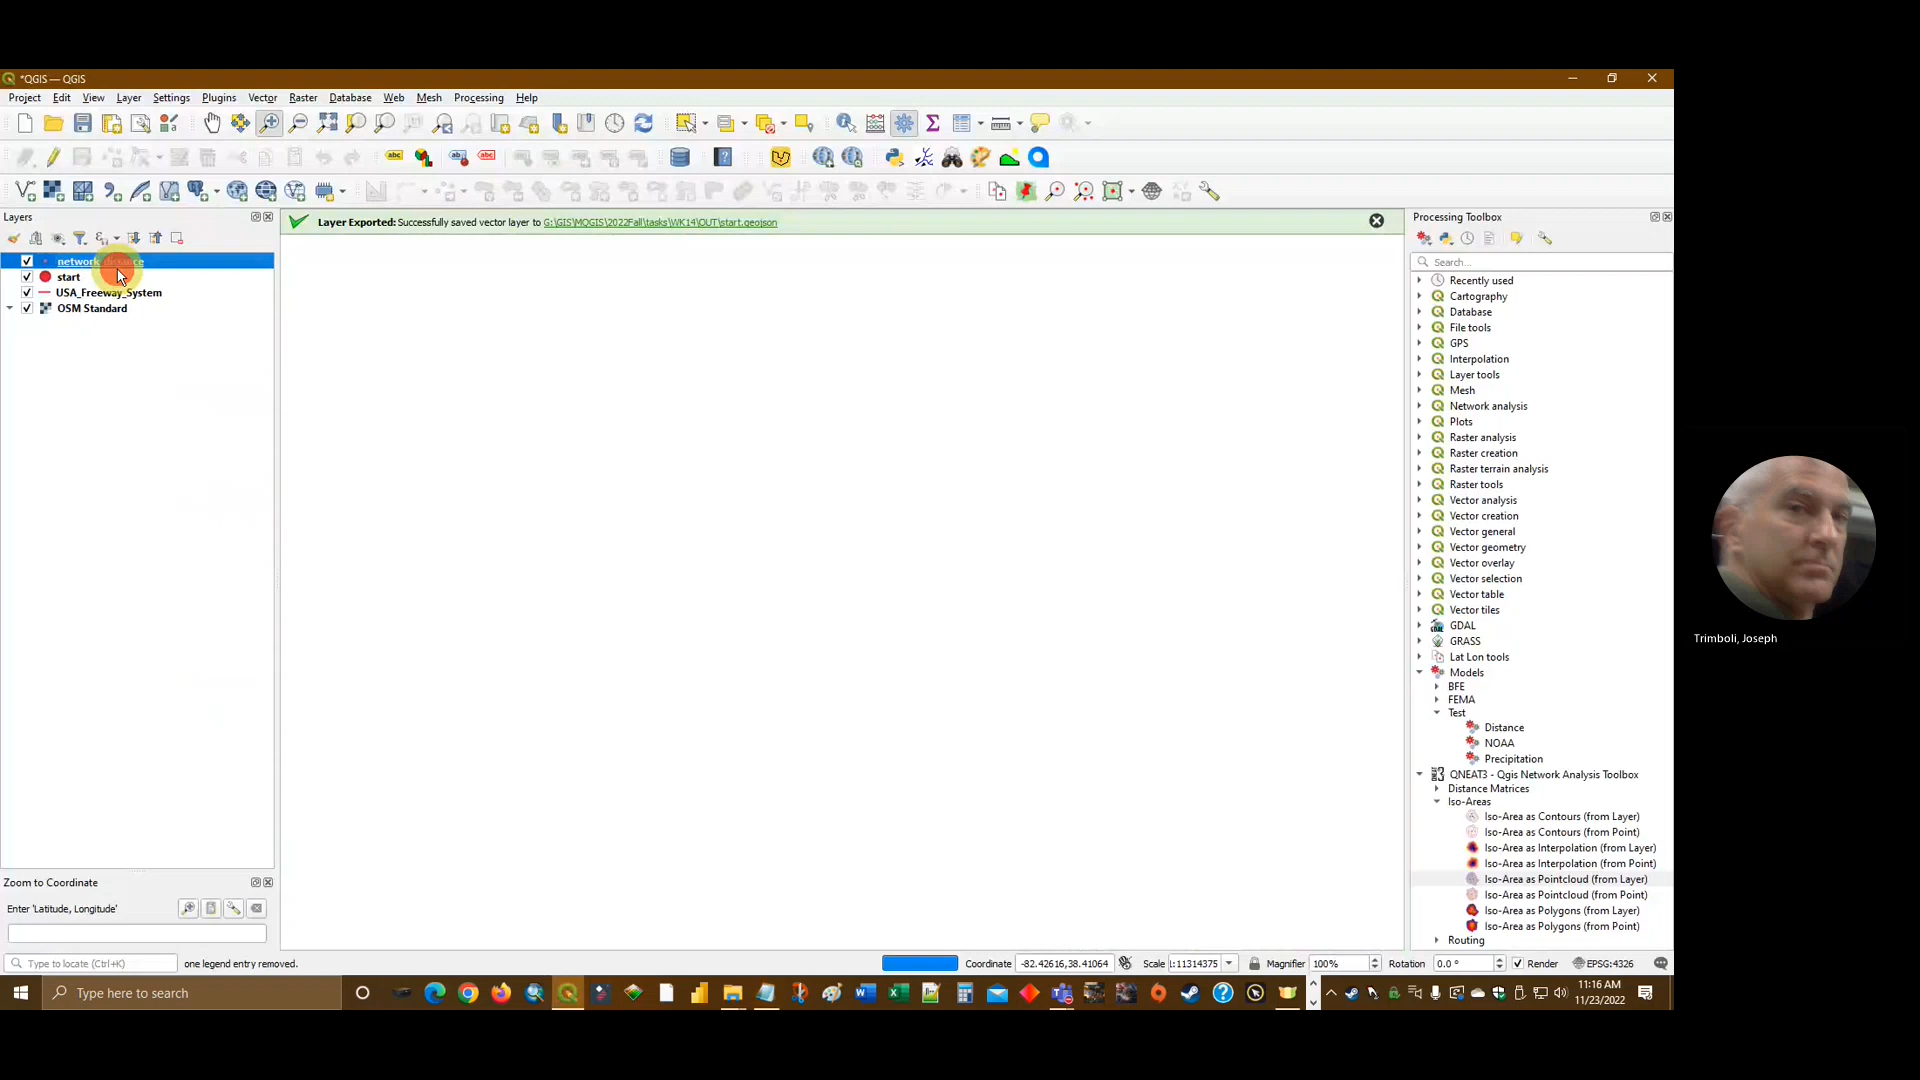 *QGIS — QGIS
Project Edit View Layer Settings Plugins Vector Raster Database Web Mesh Processing Help
Layers
Layer Exported: Successfully saved vector layer to G:\GIS\MQGIS\2022Fall\tasks\WK14\OUT\start.geojson
network distance
start
USA_Freeway_System
OSM Standard
Processing Toolbox
Search...
Recently used
Cartography
Database
File tools
GPS
Interpolation
Layer tools
Mesh
Network analysis
Plots
Raster analysis
Raster creation
Raster terrain analysis
Raster tools
Vector analysis
Vector creation
Vector general
Vector geometry
Vector overlay
Vector selection
Vector table
Vector tiles
GDAL
GRASS
Lat Lon tools
Models
BFE
FEMA
Test
Distance
NOAA
Precipitation
QNEAT3 - Qgis Network Analysis Toolbox
Distance Matrices
Iso-Areas
Iso-Area as Contours (from Layer)
Iso-Area as Contours (from Point)
Iso-Area as Interpolation (from Layer)
Iso-Area as Interpolation (from Point)
Iso-Area as Pointcloud (from Layer)
Iso-Area as Pointcloud (from Point)
Iso-Area as Polygons (from Layer)
Iso-Area as Polygons (from Point)
Routing
Trimboli, Joseph
Zoom to Coordinate
Enter 'Latitude, Longitude'
Type to locate (Ctrl+K)
one legend entry removed.
Coordinate -82.42616,38.41064 Scale 1:11314375 Magnifier 100% Rotation 0.0 ° Render EPSG:4326
Type here to search
11:16 AM
11/23/2022